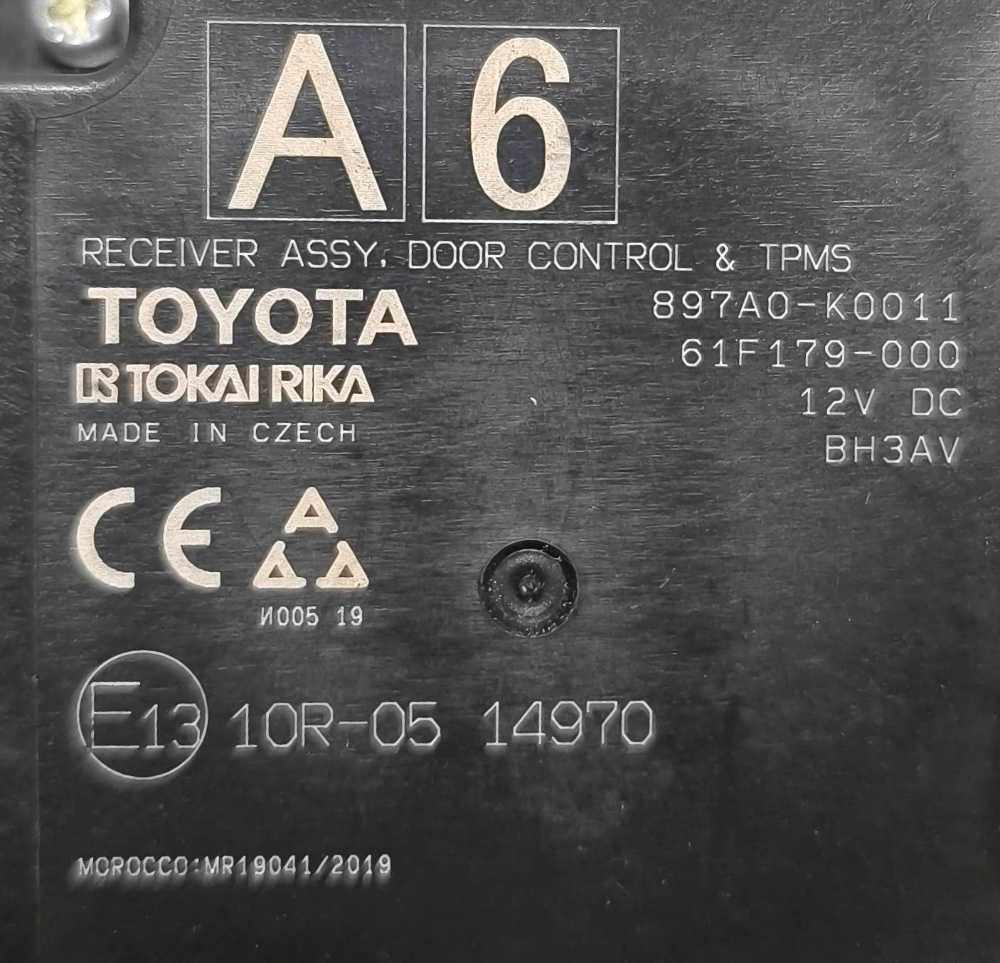 A6
RECEIVER ASSY, DOOR CONTROL & TPMS
TOYOTA 897A0-K0011
61F179-000
TOKAI RIKA 12V DC
MADE IN CZECH BH3AV
CE
И005 19
E13 10R-05 14970
MOROCCO:MR19041/2019